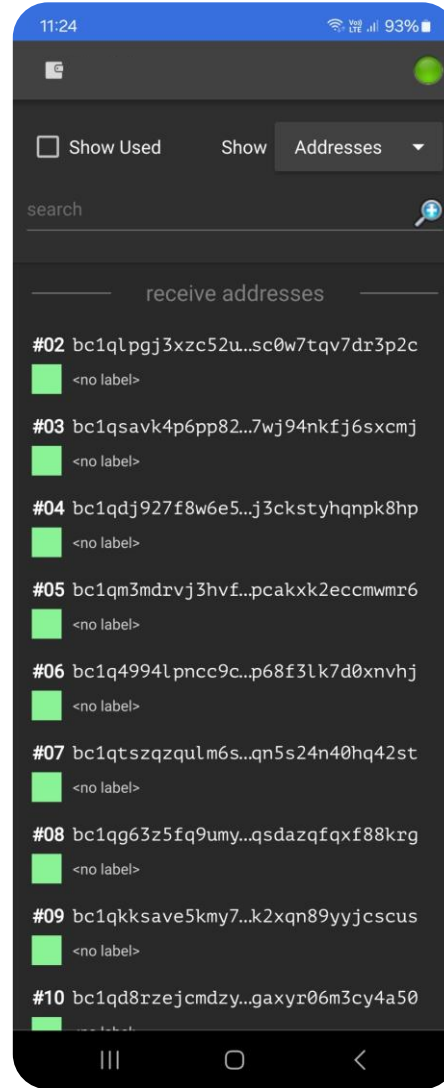 11:24 Vo)) LTE 93%
Show Used Show Addresses
search
receive addresses
#02 bc1qlpgj3xzc52u…sc0w7tqv7dr3p2c
<no label>
#03 bc1qsavk4p6pp82…7wj94nkfj6sxcmj
<no label>
#04 bc1qdj927f8w6e5…j3ckstyhqnpk8hp
<no label>
#05 bc1qm3mdrvj3hvf…pcakxk2eccmwmr6
<no label>
#06 bc1q4994lpncc9c…p68f3lk7d0xnvhj
<no label>
#07 bc1qtszqzqulm6s…qn5s24n40hq42st
<no label>
#08 bc1qg63z5fq9umy…qsdazqfqxf88krg
<no label>
#09 bc1qkksave5kmy7…k2xqn89yyjcscus
<no label>
#10 bc1qd8rzejcmdzy…gaxyr06m3cy4a50